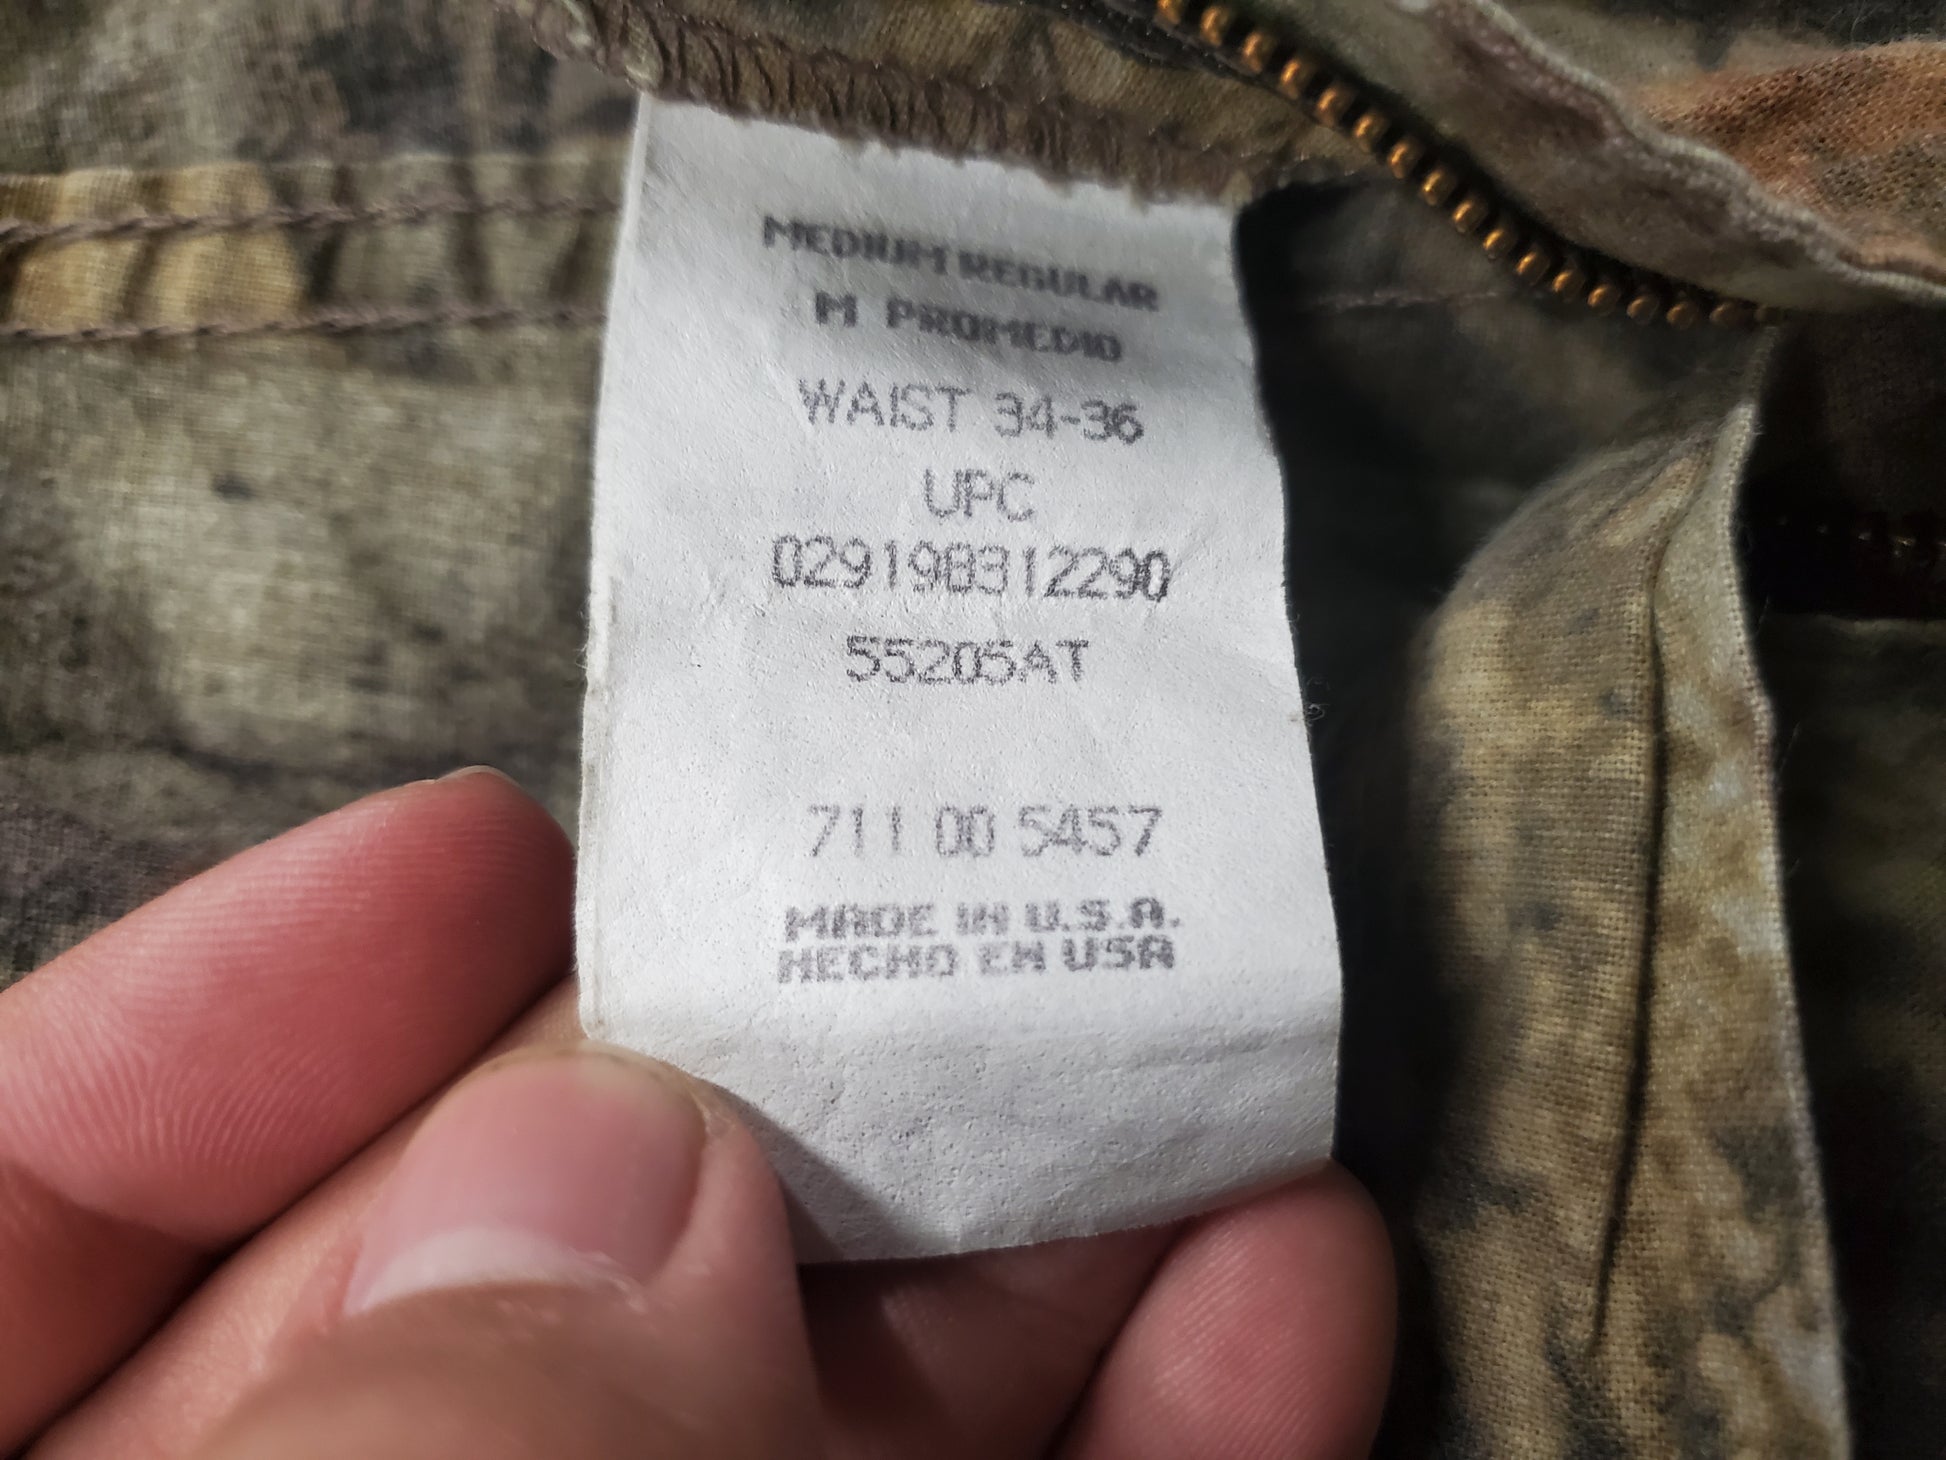 MEDIUM REGULAR
M PROMEDIO
WAIST 34-36
UPC
029198312290
55205AT
711 00 5457
MADE IN U.S.A.
HECHO EN USA